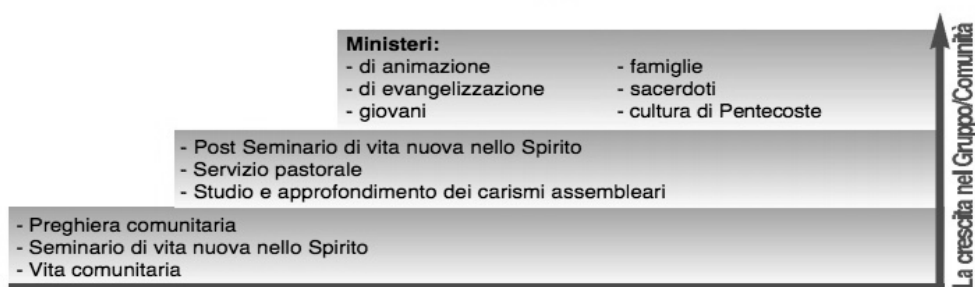 Ministeri:
- di animazione
- di evangelizzazione
- giovani
- famiglie
- sacerdoti
- cultura di Pentecoste
- Post Seminario di vita nuova nello Spirito
- Servizio pastorale
- Studio e approfondimento dei carismi assembleari
- Preghiera comunitaria
- Seminario di vita nuova nello Spirito
- Vita comunitaria
La crescita nel Gruppo/Comunità